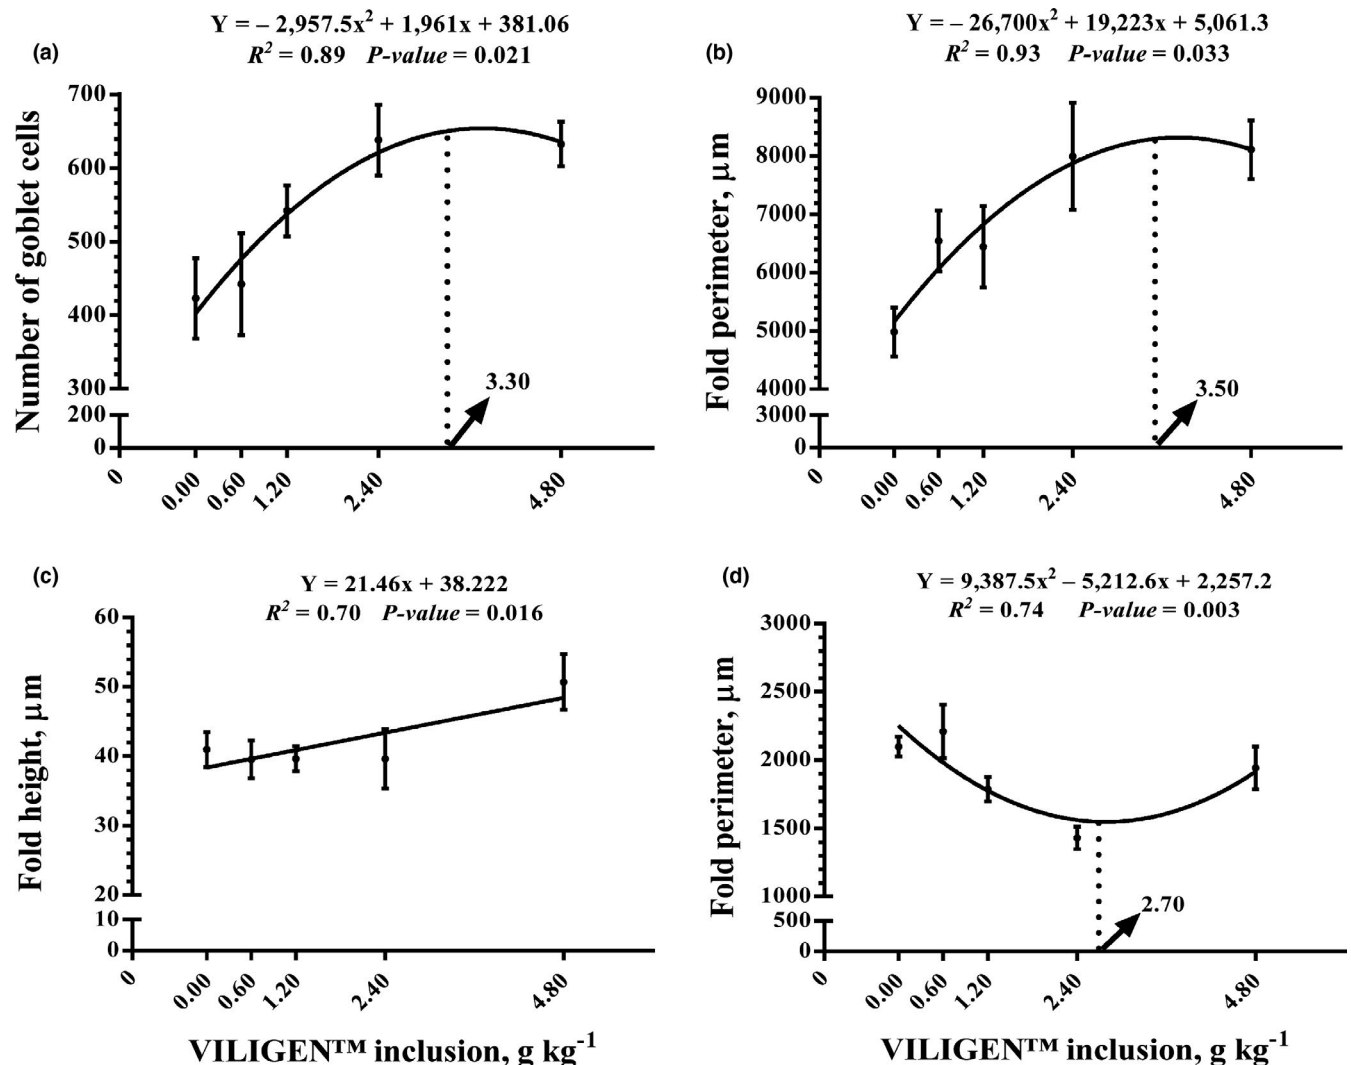 Y = – 2,957.5x² + 1,961x + 381.06
(a) R² = 0.89 P-value = 0.021
Number of goblet cells
700
600
500
400
300
200
0
3.30
0 0.00 0.60 1.20 2.40 4.80
Y = – 26,700x² + 19,223x + 5,061.3
(b) R² = 0.93 P-value = 0.033
Fold perimeter, μm
9000
8000
7000
6000
5000
4000
3000
0
3.50
0 0.00 0.60 1.20 2.40 4.80
(c) Y = 21.46x + 38.222
R² = 0.70 P-value = 0.016
Fold height, μm
60
50
40
30
20
10
0
0 0.00 0.60 1.20 2.40 4.80
VILIGEN™ inclusion, g kg⁻¹
(d) Y = 9,387.5x² – 5,212.6x + 2,257.2
R² = 0.74 P-value = 0.003
Fold perimeter, μm
3000
2500
2000
1500
1000
500
0
2.70
0 0.00 0.60 1.20 2.40 4.80
VILIGEN™ inclusion, g kg⁻¹